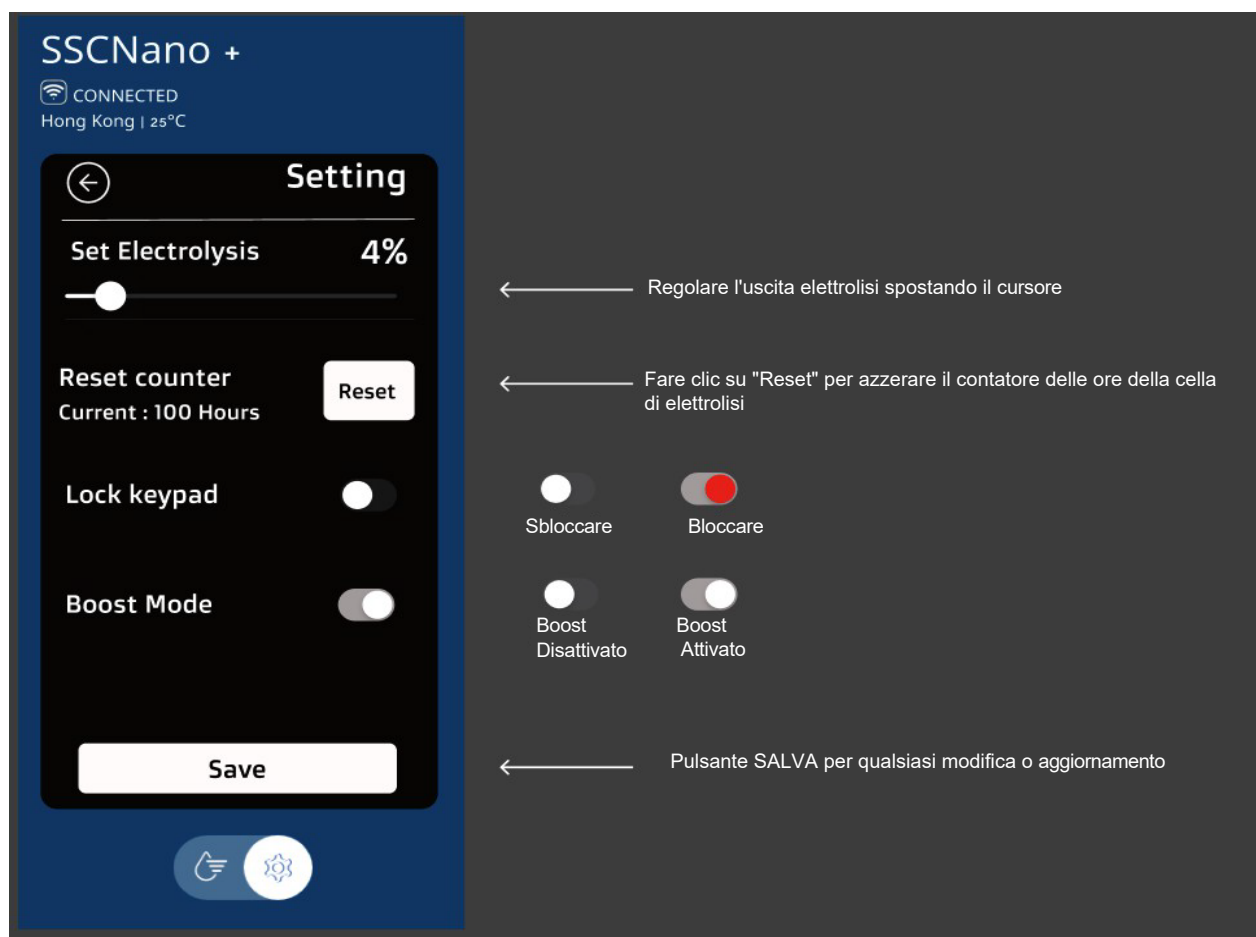 SSCNano +
CONNECTED
Hong Kong | 25°C
Setting
Set Electrolysis 4%
Regolare l'uscita elettrolisi spostando il cursore
Reset counter
Current : 100 Hours
Reset
Fare clic su "Reset" per azzerare il contatore delle ore della cella
di elettrolisi
Lock keypad
Sbloccare Bloccare
Boost Mode
Boost
Disattivato
Boost
Attivato
Save
Pulsante SALVA per qualsiasi modifica o aggiornamento